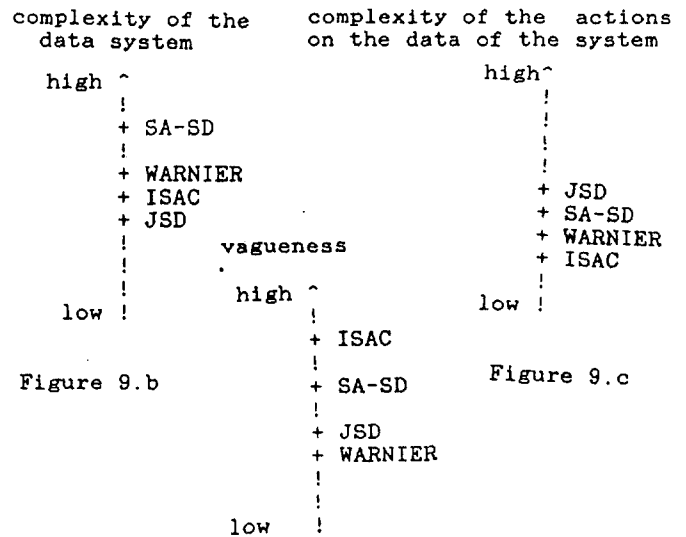 complexity of the data system
complexity of the actions on the data of the system
high ^
!
+ SA-SD
!
+ WARNIER
+ ISAC
+ JSD
!
!
!
low !
Figure 9.b
high^
!
!
!
!
+ JSD
+ SA-SD
+ WARNIER
+ ISAC
!
low !
Figure 9.c
vagueness
high ^
!
+ ISAC
!
+ SA-SD
!
+ JSD
+ WARNIER
!
!
low !